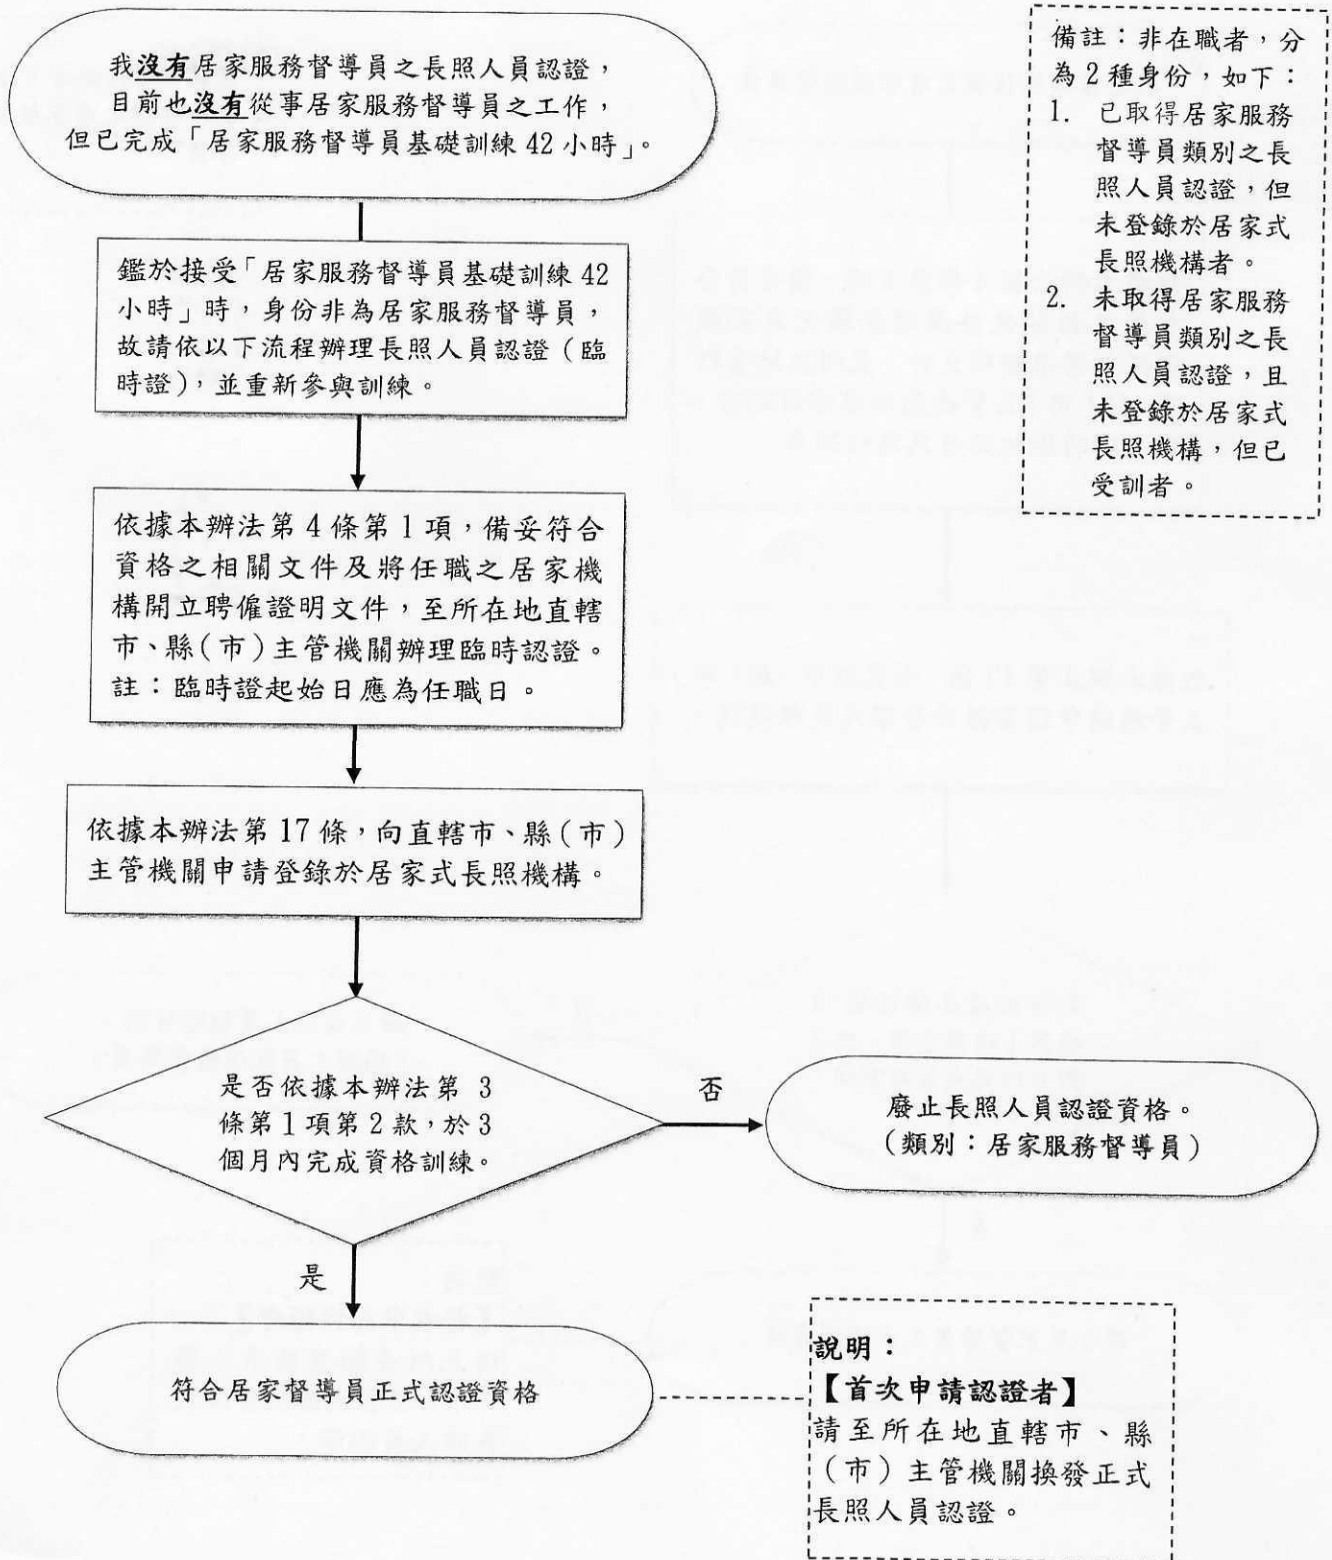 我沒有居家服務督導員之長照人員認證，
目前也沒有從事居家服務督導員之工作，
但已完成「居家服務督導員基礎訓練 42 小時」。
備註：非在職者，分
為 2 種身份，如下：
1. 已取得居家服務
督導員類別之長
照人員認證，但
未登錄於居家式
長照機構者。
2. 未取得居家服務
督導員類別之長
照人員認證，且
未登錄於居家式
長照機構，但已
受訓者。
鑑於接受「居家服務督導員基礎訓練 42
小時」時，身份非為居家服務督導員，
故請依以下流程辦理長照人員認證（臨
時證），並重新參與訓練。
依據本辦法第 4 條第 1 項，備妥符合
資格之相關文件及將任職之居家機
構開立聘僱證明文件，至所在地直轄
市、縣（市）主管機關辦理臨時認證。
註：臨時證起始日應為任職日。
依據本辦法第 17 條，向直轄市、縣（市）
主管機關申請登錄於居家式長照機構。
是否依據本辦法第 3
條第 1 項第 2 款，於 3
個月內完成資格訓練。
否
廢止長照人員認證資格。
（類別：居家服務督導員）
是
符合居家督導員正式認證資格
說明：
【首次申請認證者】
請至所在地直轄市、縣
（市）主管機關換發正式
長照人員認證。